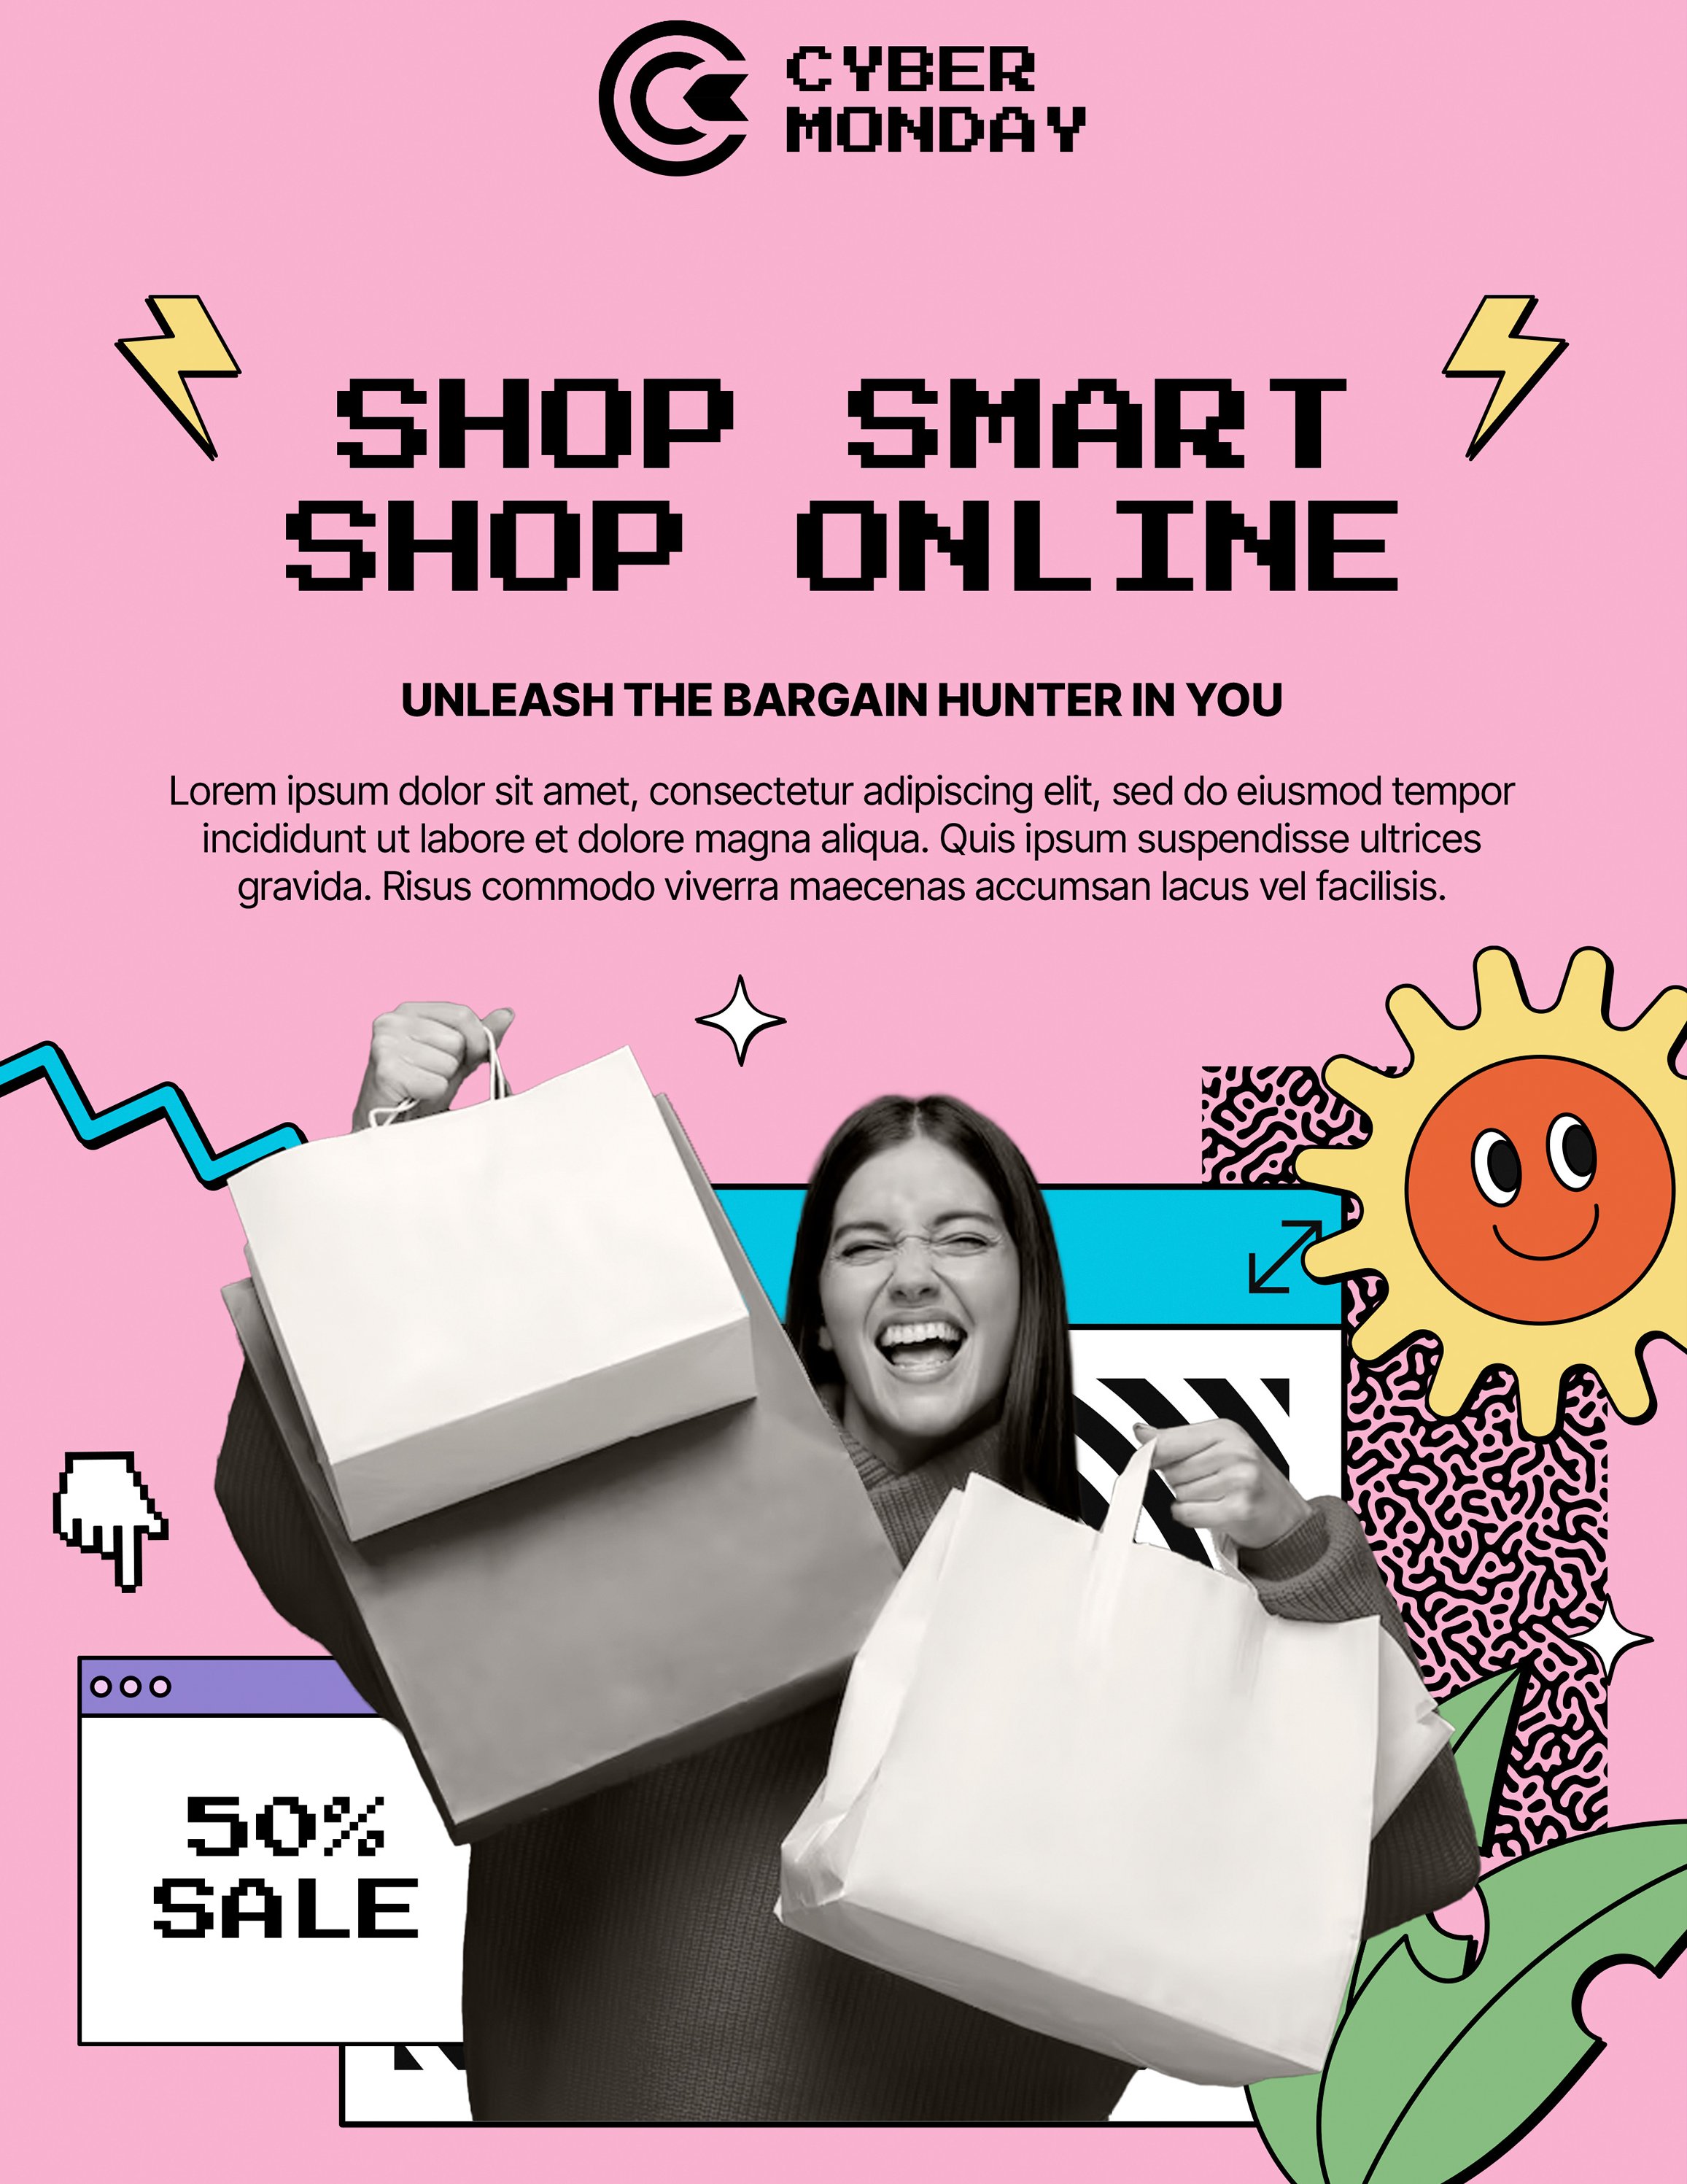 CYBER
MONDAY
SHOP SMART
SHOP ONLINE
UNLEASH THE BARGAIN HUNTER IN YOU
Lorem ipsum dolor sit amet, consectetur adipiscing elit, sed do eiusmod tempor
incididunt ut labore et dolore magna aliqua. Quis ipsum suspendisse ultrices
gravida. Risus commodo viverra maecenas accumsan lacus vel facilisis.
50%
SALE